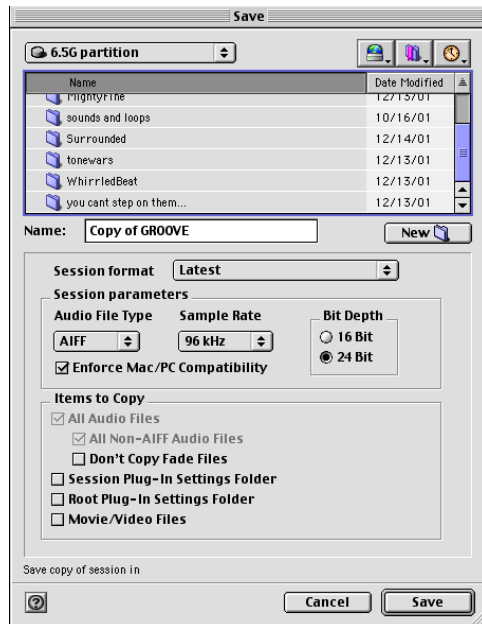 Save
6.5G partition
Name Date Modified
MightyFine 12/13/01
sounds and loops 10/16/01
Surrounded 12/14/01
tonewars 12/13/01
WhirrledBeat 12/13/01
you cant step on them... 12/13/01
Name: Copy of GROOVE New
Session format Latest
Session parameters
Audio File Type Sample Rate Bit Depth
AIFF 96 kHz 16 Bit
24 Bit
Enforce Mac/PC Compatibility
Items to Copy
All Audio Files
All Non-AIFF Audio Files
Don't Copy Fade Files
Session Plug-In Settings Folder
Root Plug-In Settings Folder
Movie/Video Files
Save copy of session in
? Cancel Save